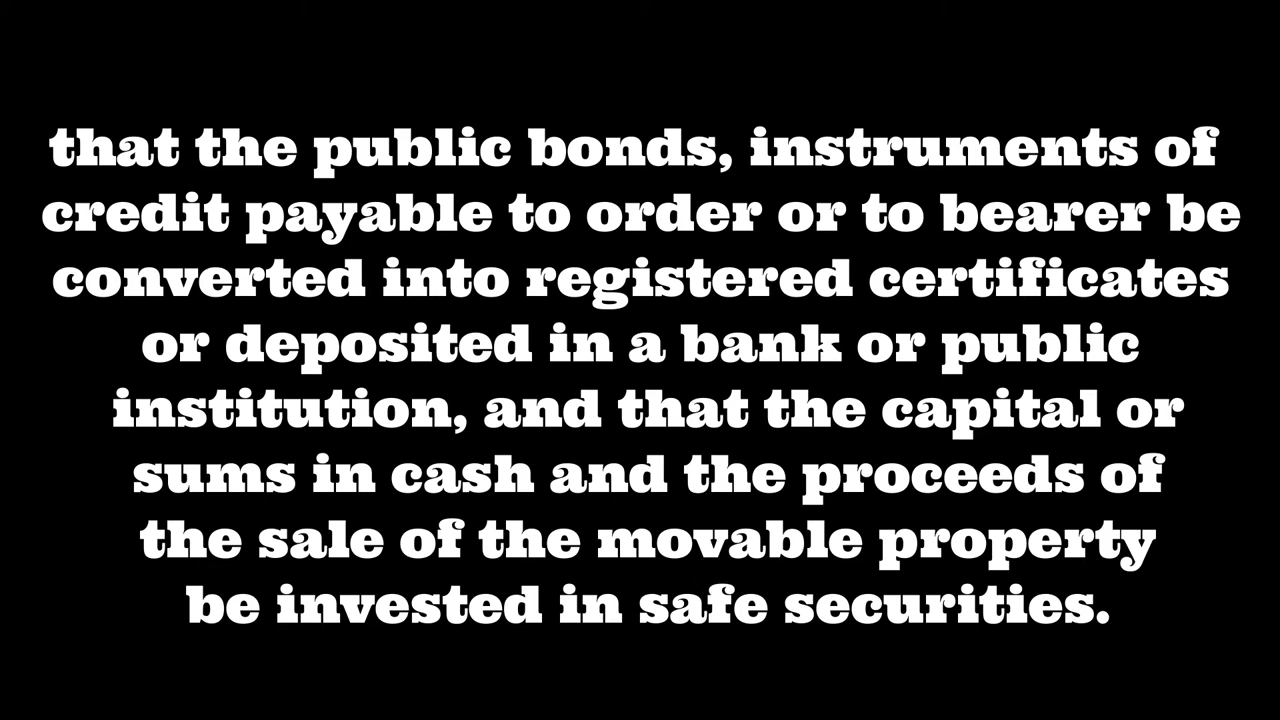 that the public bonds, instruments of
credit payable to order or to bearer be
converted into registered certificates
or deposited in a bank or public
institution, and that the capital or
sums in cash and the proceeds of
the sale of the movable property
be invested in safe securities.